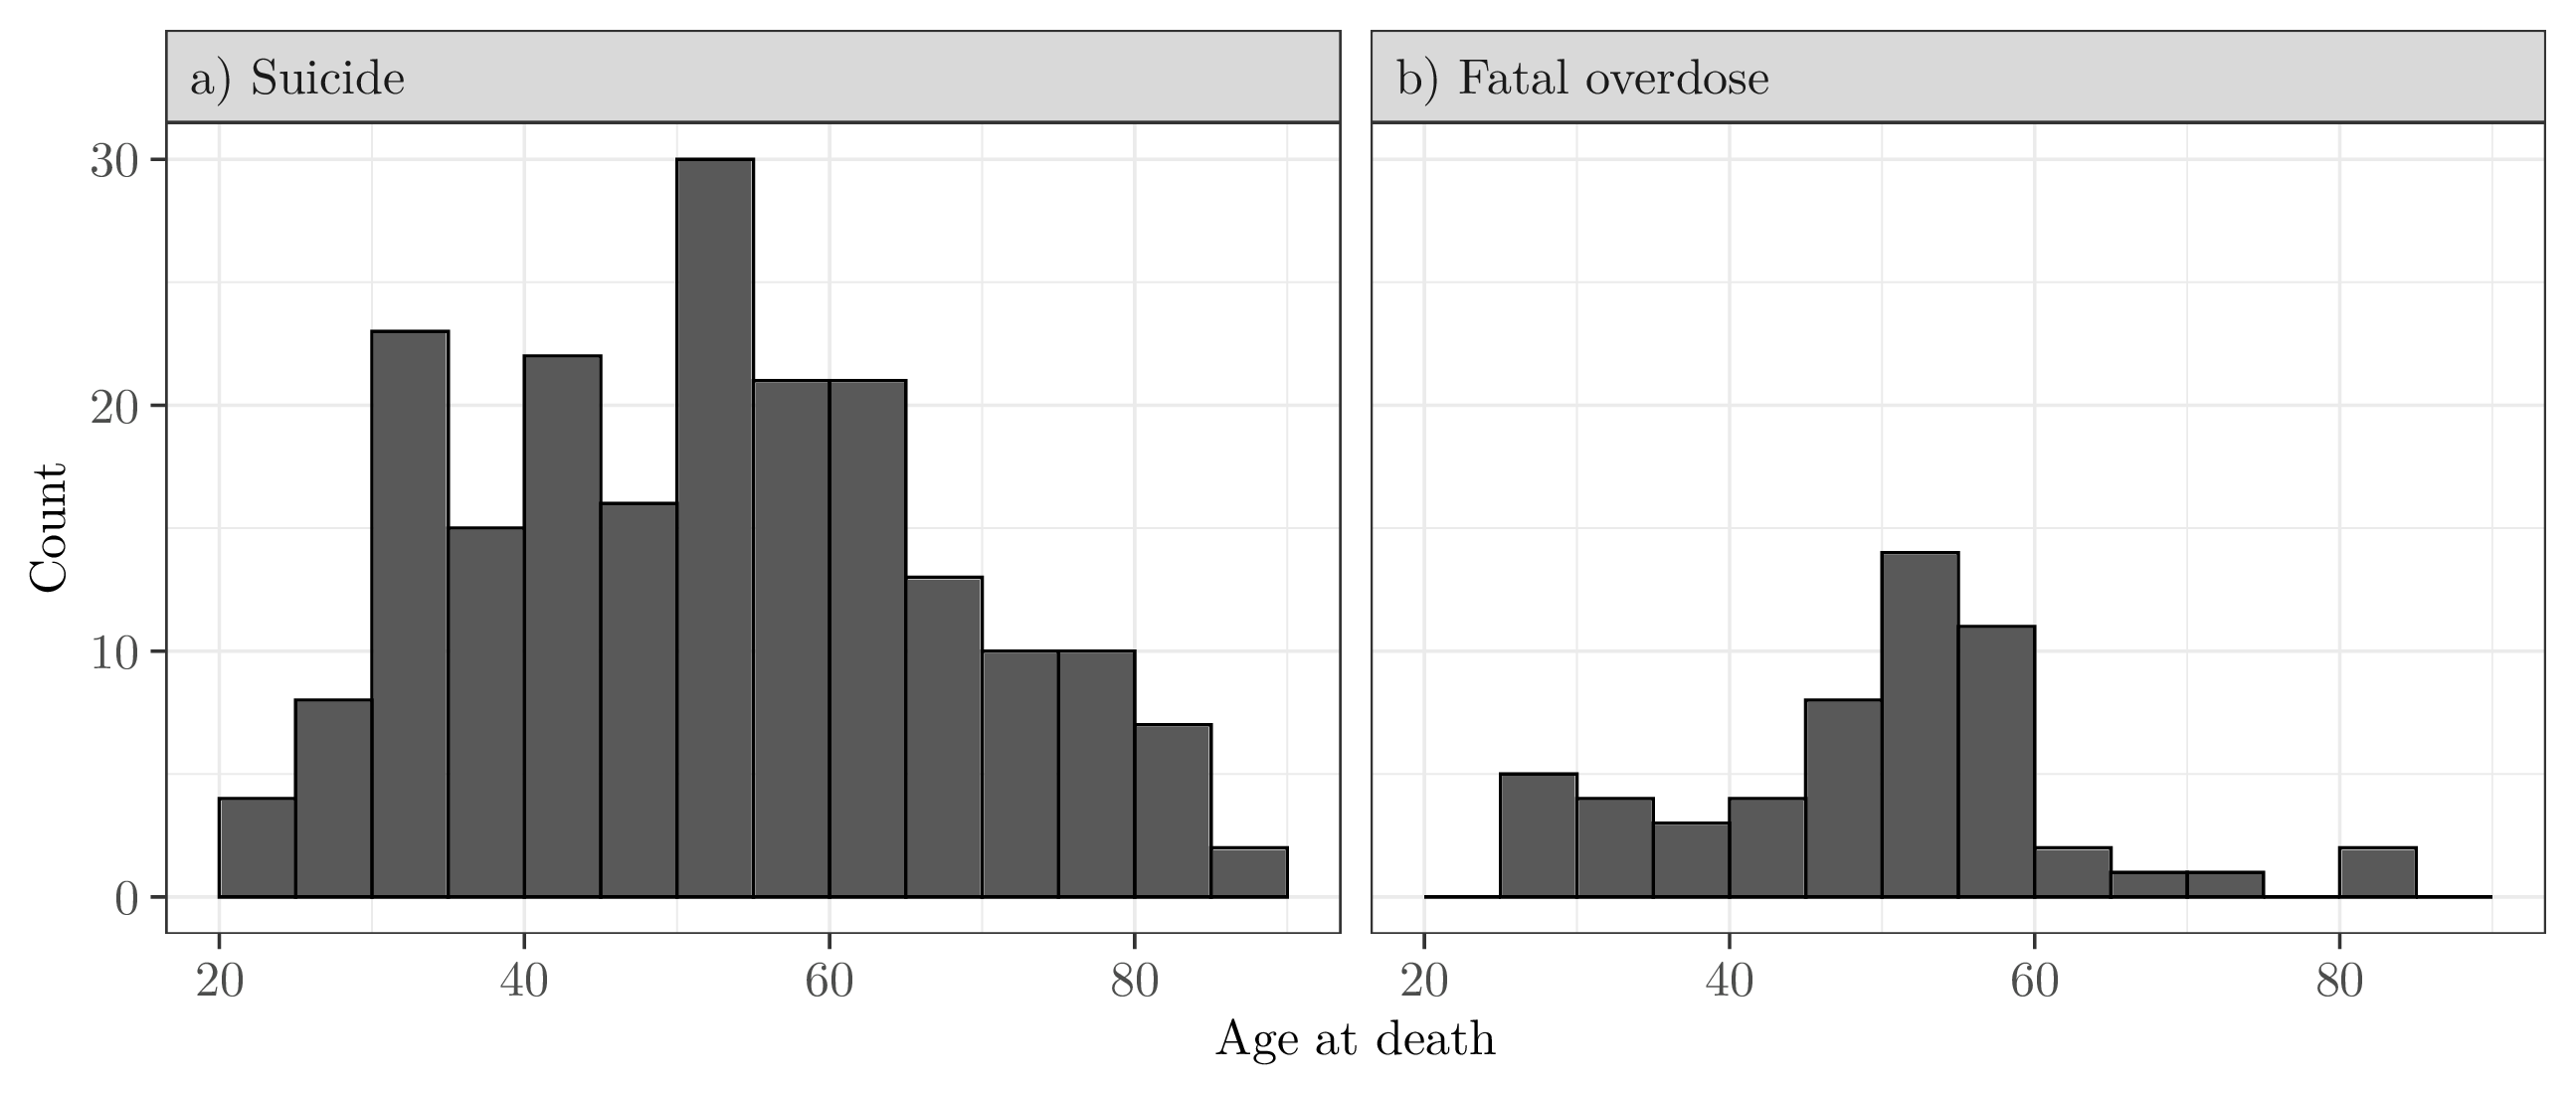 a) Suicide
b) Fatal overdose
30
20
10
0
Count
20 40 60 80
20 40 60 80
Age at death